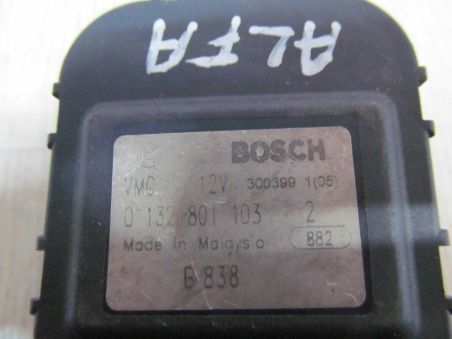 ALFA
BOSCH
VMC 12V 300399 1(05)
0 132 801 103 2
Made in Malaysia 882
B 838